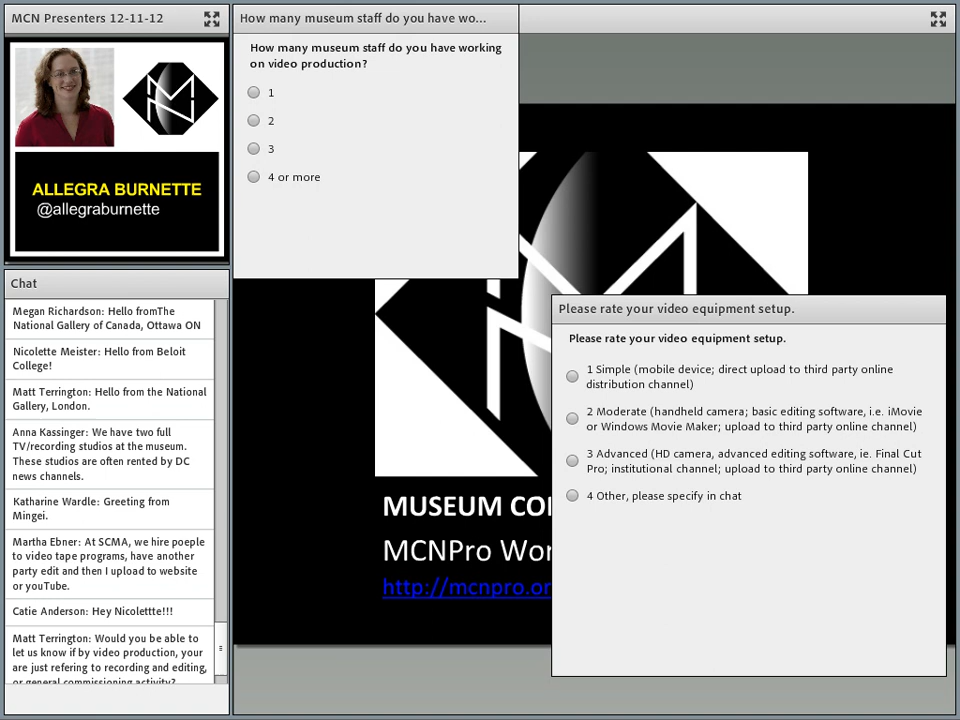 MCN Presenters 12-11-12
ALLEGRA BURNETTE
@allegraburnette
Chat
Megan Richardson: Hello fromThe
National Gallery of Canada, Ottawa ON
Nicolette Meister: Hello from Beloit
College!
Matt Terrington: Hello from the National
Gallery, London.
Anna Kassinger: We have two full
TV/recording studios at the museum.
These studios are often rented by DC
news channels.
Katharine Wardle: Greeting from
Mingei.
Martha Ebner: At SCMA, we hire poeple
to video tape programs, have another
party edit and then I upload to website
or youTube.
Catie Anderson: Hey Nicolettte!!!
Matt Terrington: Would you be able to
let us know if by video production, your
are just refering to recording and editing,
or general commissioning activity?
How many museum staff do you have wo...
How many museum staff do you have working
on video production?
1
2
3
4 or more
MUSEUM CO
MCNPro Wor
http://mcnpro.or
Please rate your video equipment setup.
Please rate your video equipment setup.
1 Simple (mobile device; direct upload to third party online
distribution channel)
2 Moderate (handheld camera; basic editing software, i.e. iMovie
or Windows Movie Maker; upload to third party online channel)
3 Advanced (HD camera, advanced editing software, ie. Final Cut
Pro; institutional channel; upload to third party online channel)
4 Other, please specify in chat